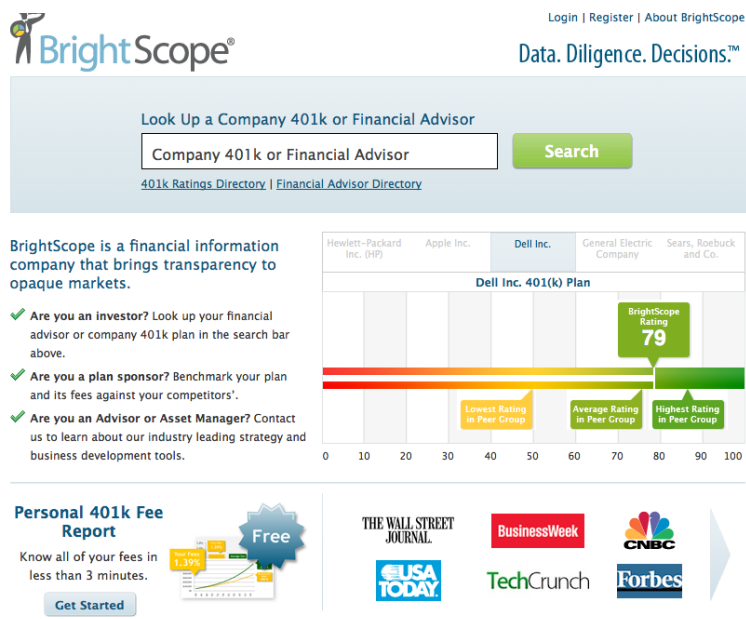 Login | Register | About BrightScope
BrightScope®
Data. Diligence. Decisions.™
Look Up a Company 401k or Financial Advisor
Company 401k or Financial Advisor
Search
401k Ratings Directory | Financial Advisor Directory
BrightScope is a financial information
company that brings transparency to
opaque markets.
Are you an investor? Look up your financial
advisor or company 401k plan in the search bar
above.
Are you a plan sponsor? Benchmark your plan
and its fees against your competitors'.
Are you an Advisor or Asset Manager? Contact
us to learn about our industry leading strategy and
business development tools.
Hewlett-Packard
Inc. (HP)
Apple Inc.
Dell Inc.
General Electric
Company
Sears, Roebuck
and Co.
Dell Inc. 401(k) Plan
BrightScope
Rating
79
Lowest Rating
in Peer Group
Average Rating
in Peer Group
Highest Rating
in Peer Group
0 10 20 30 40 50 60 70 80 90 100
Personal 401k Fee
Report
Know all of your fees in
less than 3 minutes.
Get Started
Free
Your Fees
1.39%
THE WALL STREET
JOURNAL.
BusinessWeek
CNBC
USA
TODAY.
TechCrunch
Forbes